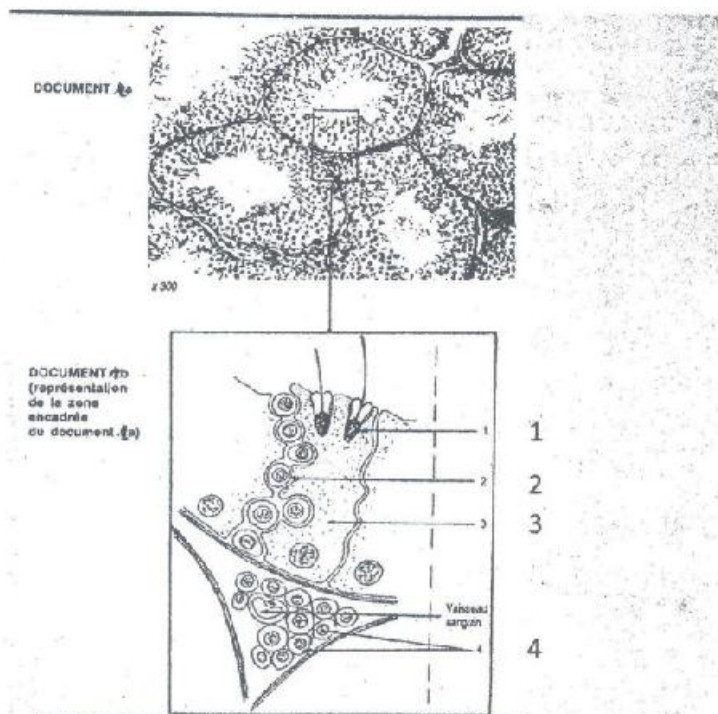 DOCUMENT
x 300
DOCUMENT
(représentation
de la zone
encadrée
du document
1 1
2 2
3 3
Vaisseau
sanguin
4 4